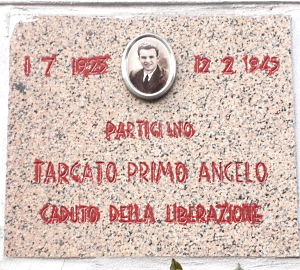 1 7 1925 12 2 1945
PARTIGIANO
TARGATO PRIMO ANGELO
CADUTO DELLA LIBERAZIONE